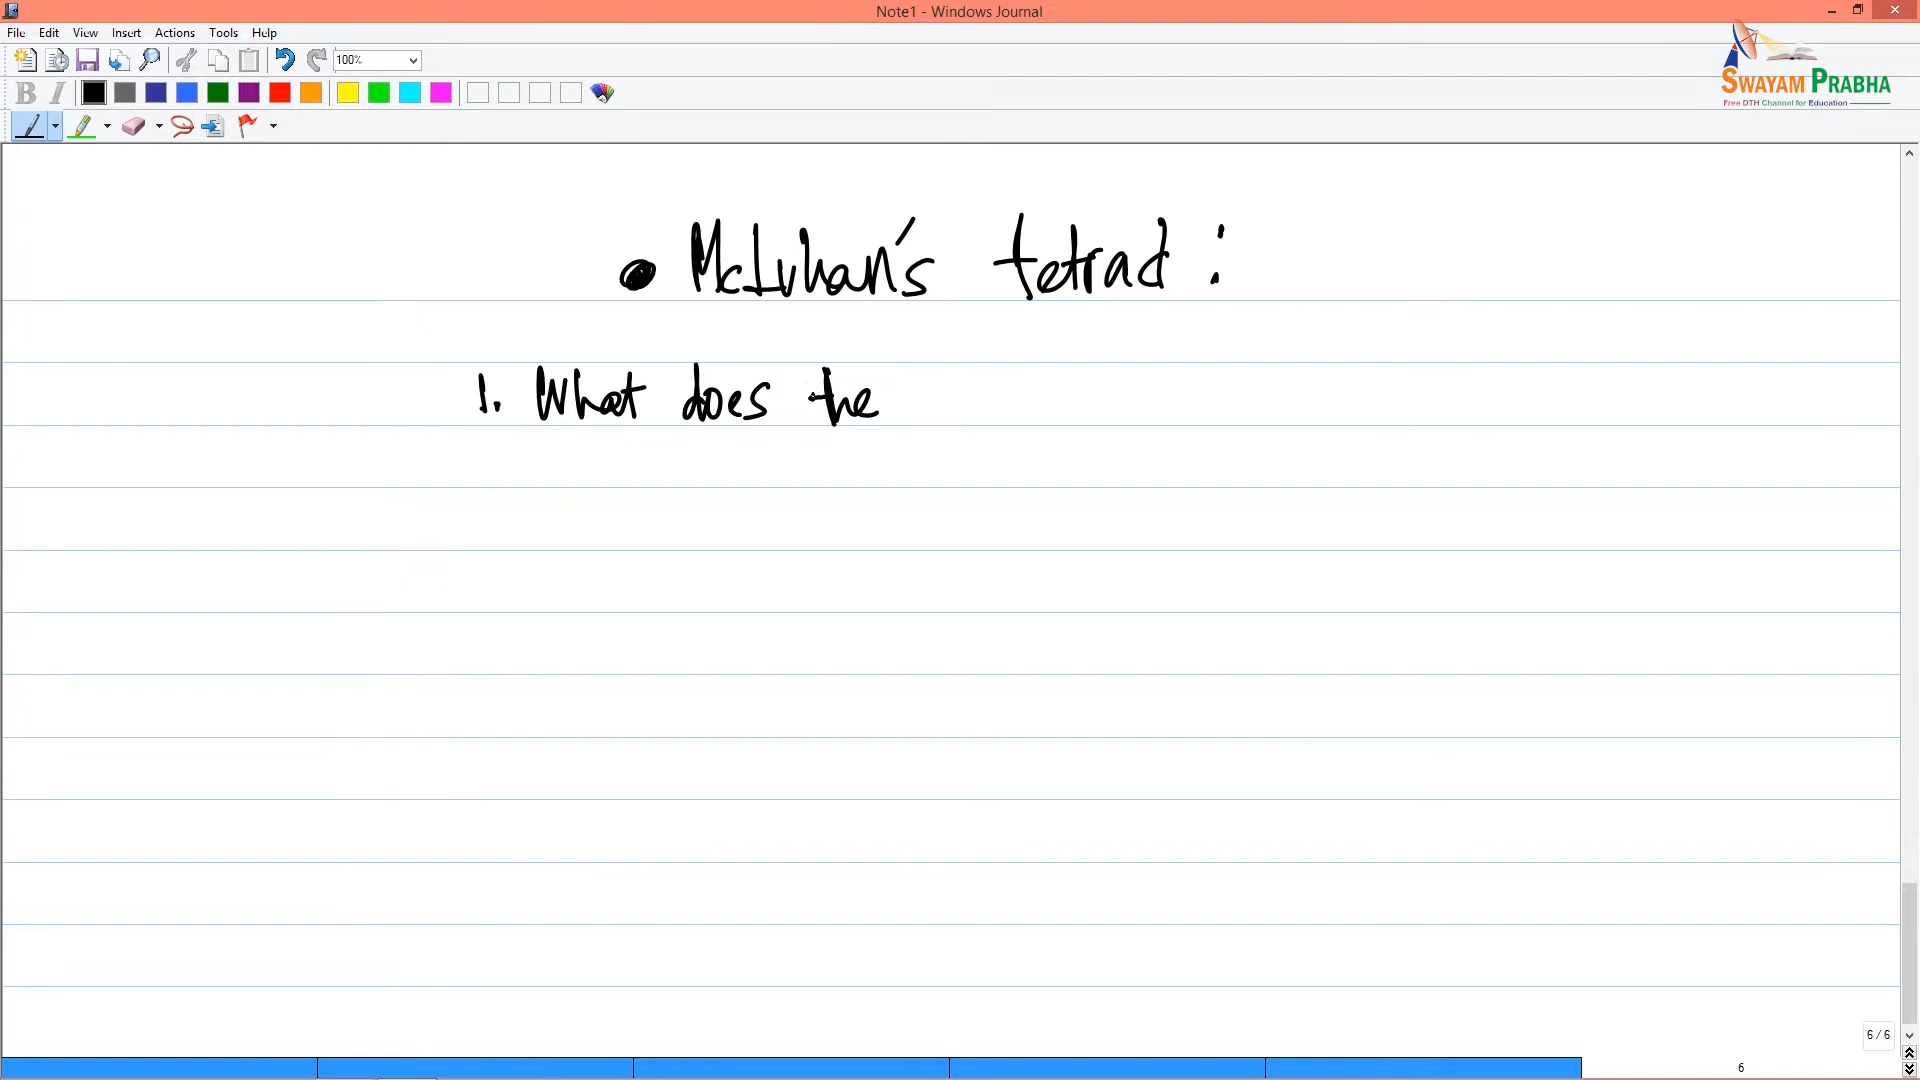 Note1 - Windows Journal
File Edit View Insert Actions Tools Help
100%
SWAYAM PRABHA
Free DTH Channel for Education
B I
• McLuhan's tetrad :
1. What does the
6 / 6
6